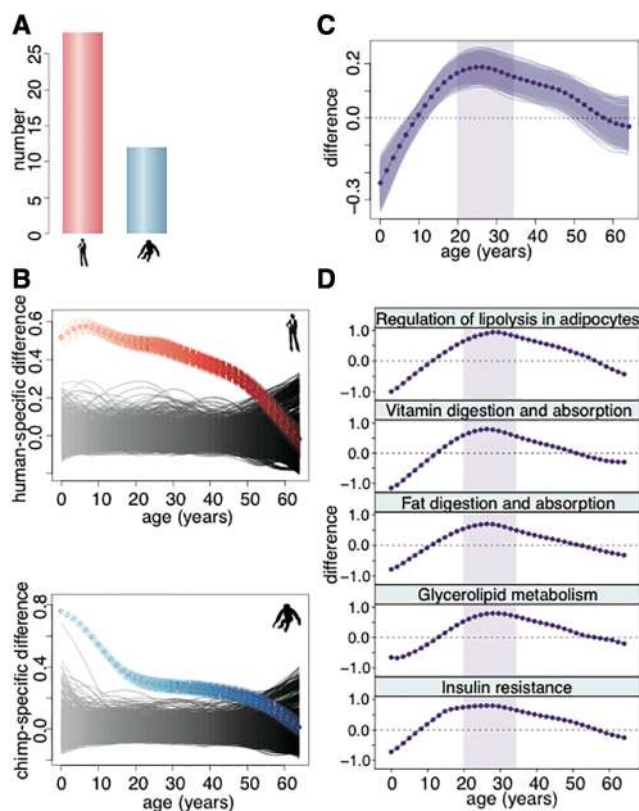 A
number
25
20
15
10
5
0
B
human-specific difference
0.6
0.4
0.2
0.0
0 10 20 30 40 50 60
age (years)
chimp-specific difference
0.8
0.4
0.0
0 10 20 30 40 50 60
age (years)
C
difference
0.2
0.0
−0.3
0 10 20 30 40 50 60
age (years)
D
difference
Regulation of lipolysis in adipocytes
1.0
0.0
−1.0
Vitamin digestion and absorption
1.0
0.0
−1.0
Fat digestion and absorption
1.0
0.0
−1.0
Glycerolipid metabolism
1.0
0.0
−1.0
Insulin resistance
1.0
0.0
−1.0
0 10 20 30 40 50 60
age (years)